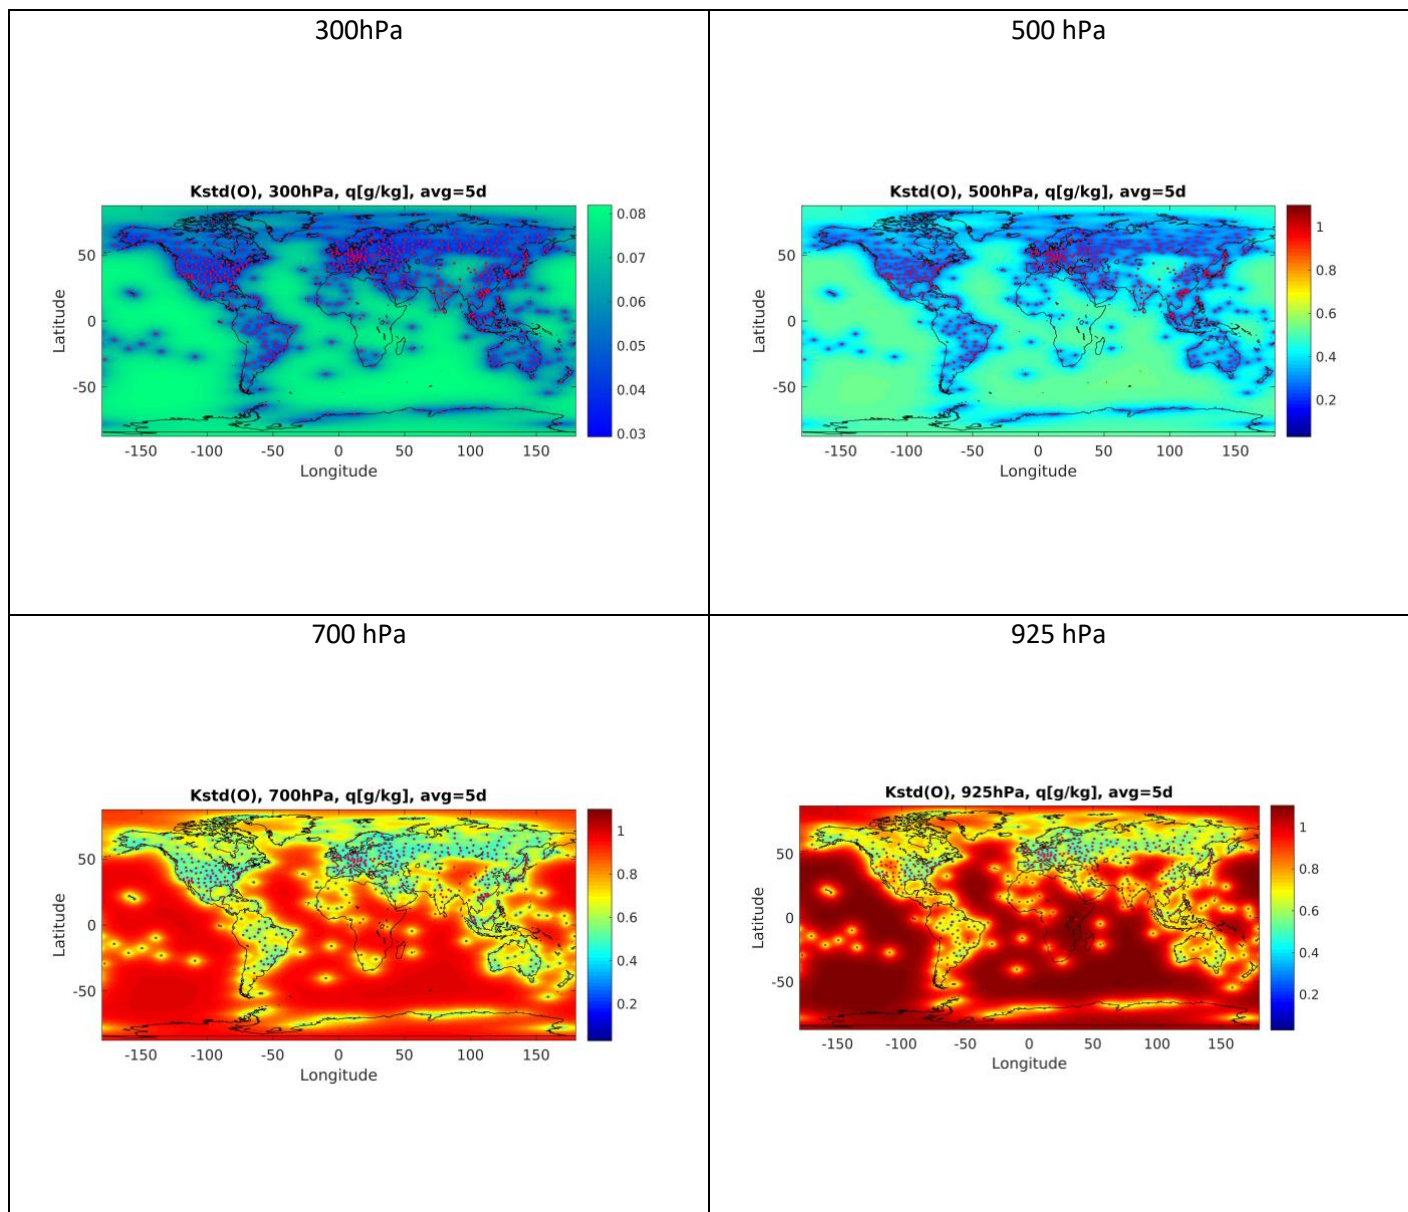 300hPa
500 hPa
Kstd(O), 300hPa, q[g/kg], avg=5d
Latitude
50
0
-50
-150 -100 -50 0 50 100 150
Longitude
0.08
0.06
0.05
0.04
0.03
Kstd(O), 500hPa, q[g/kg], avg=5d
Latitude
50
0
-50
-150 -100 -50 0 50 100 150
Longitude
1
0.8
0.6
0.4
0.2
700 hPa
925 hPa
Kstd(O), 700hPa, q[g/kg], avg=5d
Latitude
50
0
-50
-150 -100 -50 0 50 100 150
Longitude
1
0.8
0.6
0.4
0.2
Kstd(O), 925hPa, q[g/kg], avg=5d
Latitude
50
0
-50
-150 -100 -50 0 50 100 150
Longitude
1
0.8
0.6
0.4
0.2